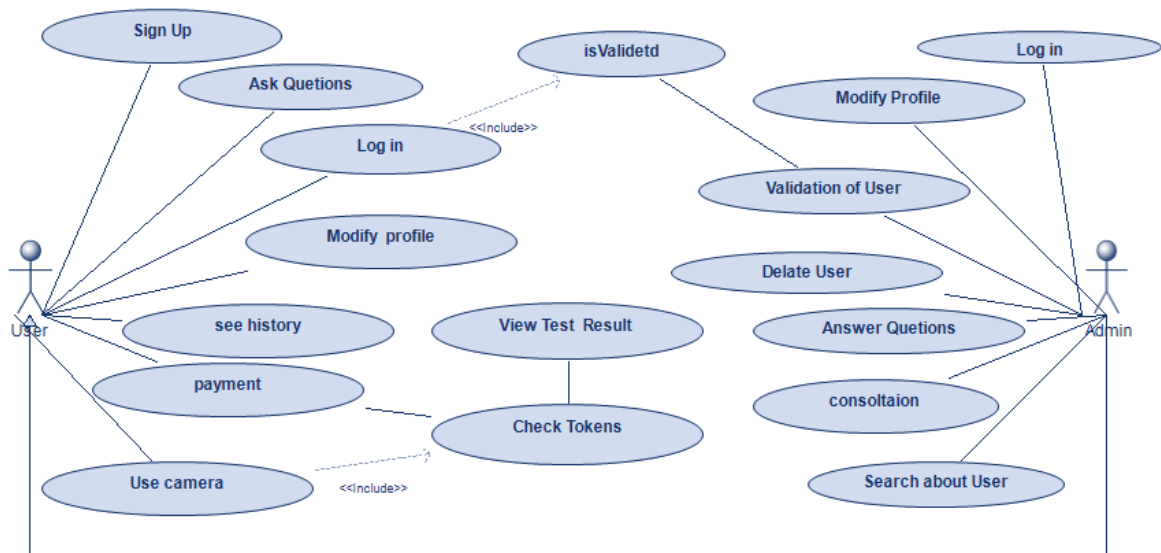 Sign Up
isValidetd
Log in
Ask Quetions
Modify Profile
<<Include>>
Log in
Validation of User
Modify profile
Delate User
see history
View Test Result
Answer Quetions
User
Admin
payment
consoltaion
Check Tokens
Use camera
<<Include>>
Search about User